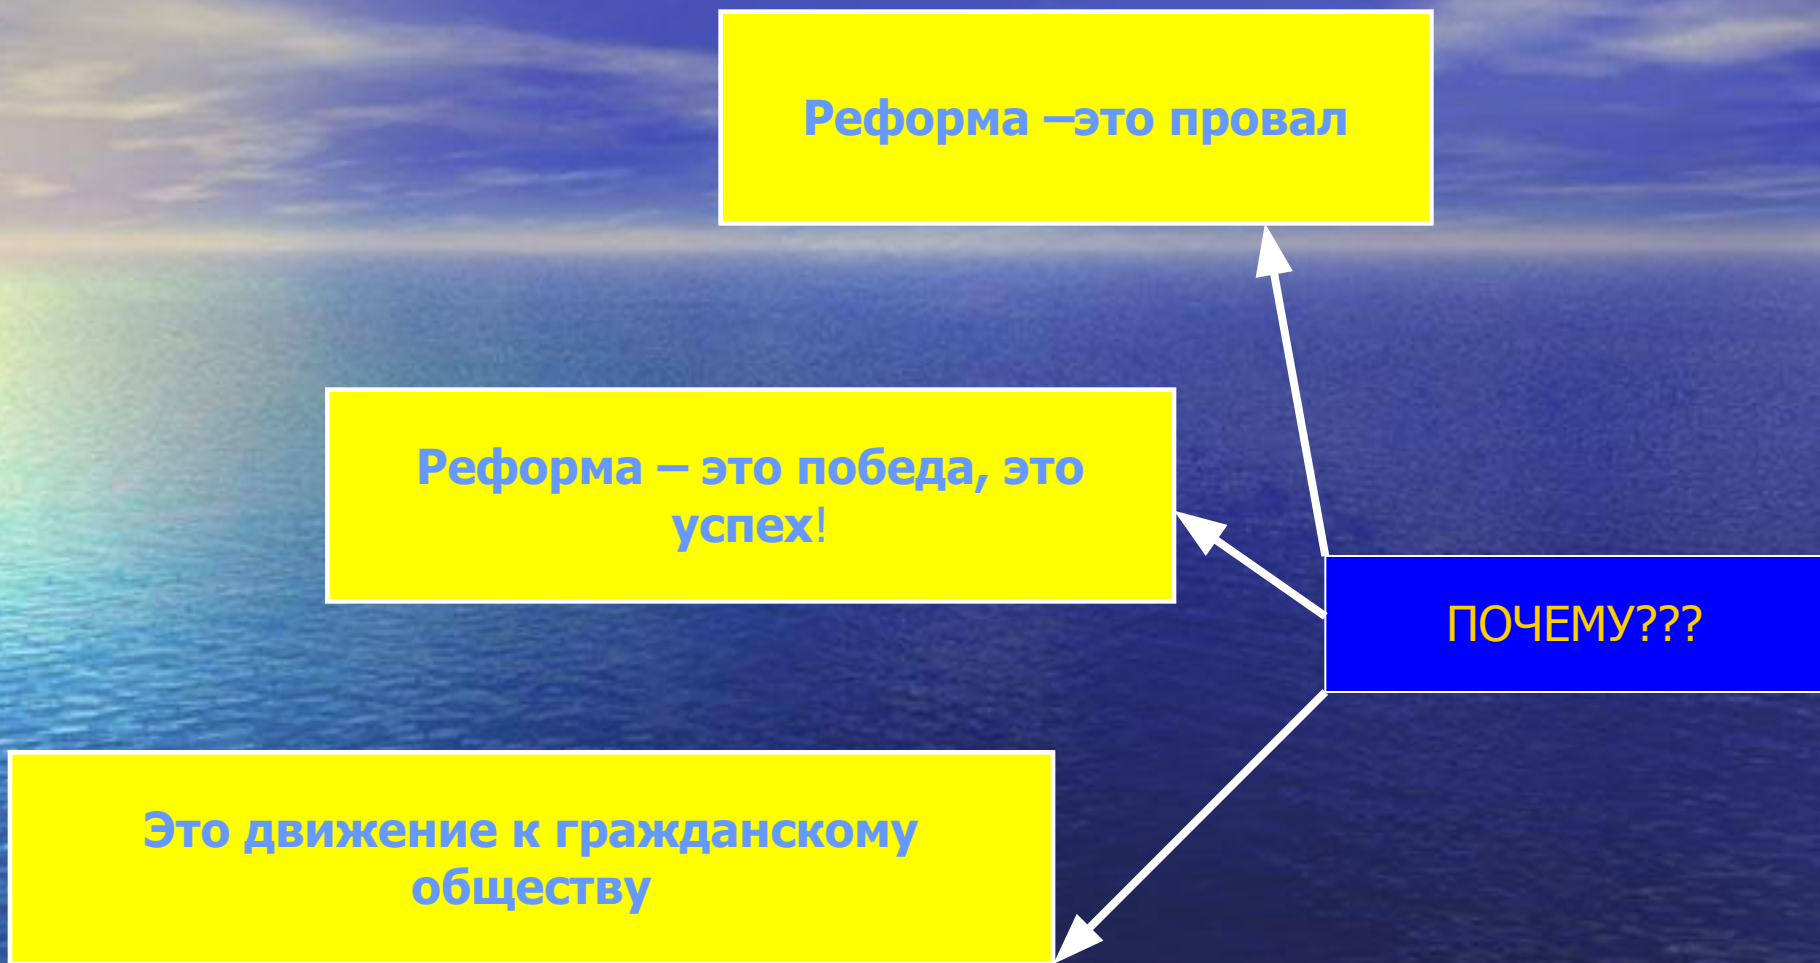 Реформа –это провал
Реформа – это победа, это
успех!
ПОЧЕМУ???
Это движение к гражданскому
обществу